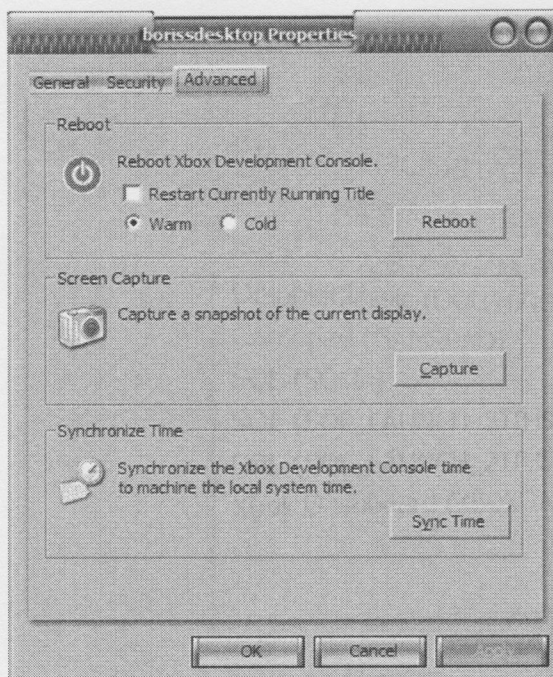 borissdesktop Properties
General Security Advanced
Reboot
Reboot Xbox Development Console.
Restart Currently Running Title
Warm Cold Reboot
Screen Capture
Capture a snapshot of the current display.
Capture
Synchronize Time
Synchronize the Xbox Development Console time
to machine the local system time.
Sync Time
OK Cancel Apply